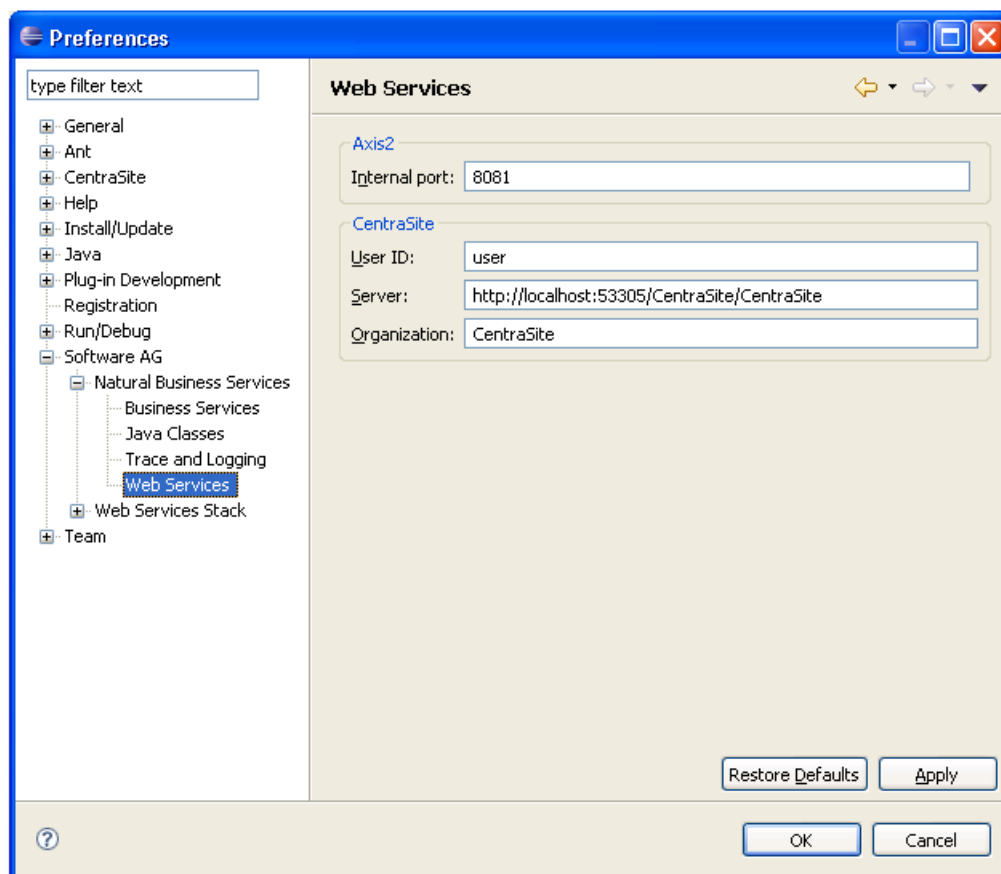 Preferences
type filter text
General
Ant
CentraSite
Help
Install/Update
Java
Plug-in Development
Registration
Run/Debug
Software AG
Natural Business Services
Business Services
Java Classes
Trace and Logging
Web Services
Web Services Stack
Team
Web Services
Axis2
Internal port: 8081
CentraSite
User ID: user
Server: http://localhost:53305/CentraSite/CentraSite
Organization: CentraSite
Restore Defaults Apply
? OK Cancel